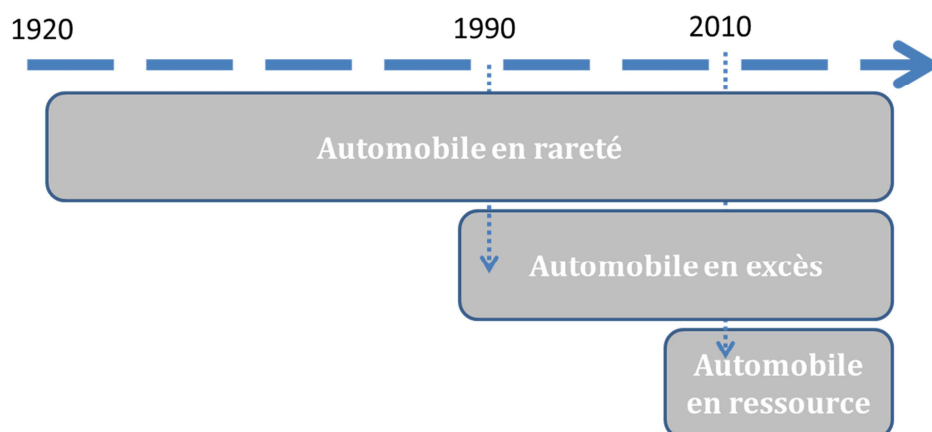 1920
1990
2010
Automobile en rareté
Automobile en excès
Automobile
en ressource